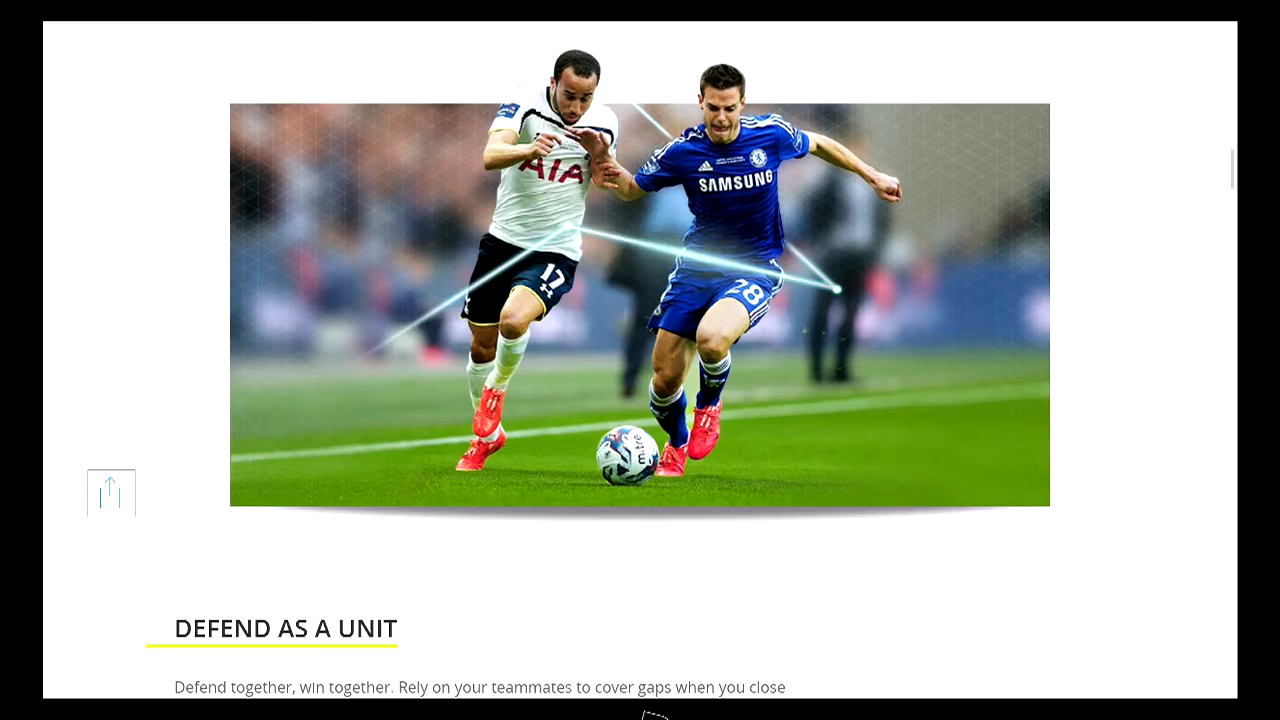 AIA
SAMSUNG
17
28
mitre
DEFEND AS A UNIT
Defend together, win together. Rely on your teammates to cover gaps when you close